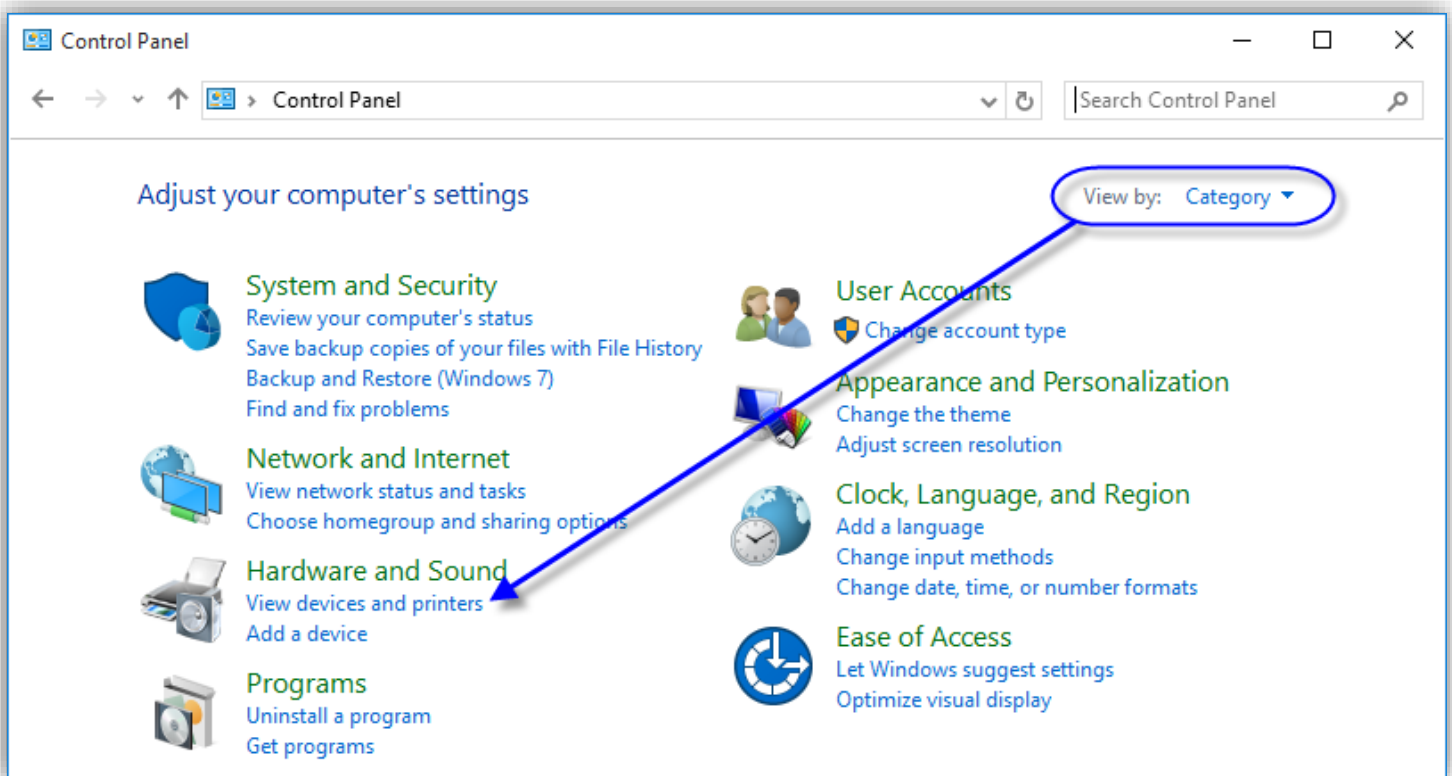 Control Panel
Control Panel
Search Control Panel
Adjust your computer's settings
View by: Category
System and Security
Review your computer's status
Save backup copies of your files with File History
Backup and Restore (Windows 7)
Find and fix problems
Network and Internet
View network status and tasks
Choose homegroup and sharing options
Hardware and Sound
View devices and printers
Add a device
Programs
Uninstall a program
Get programs
User Accounts
Change account type
Appearance and Personalization
Change the theme
Adjust screen resolution
Clock, Language, and Region
Add a language
Change input methods
Change date, time, or number formats
Ease of Access
Let Windows suggest settings
Optimize visual display